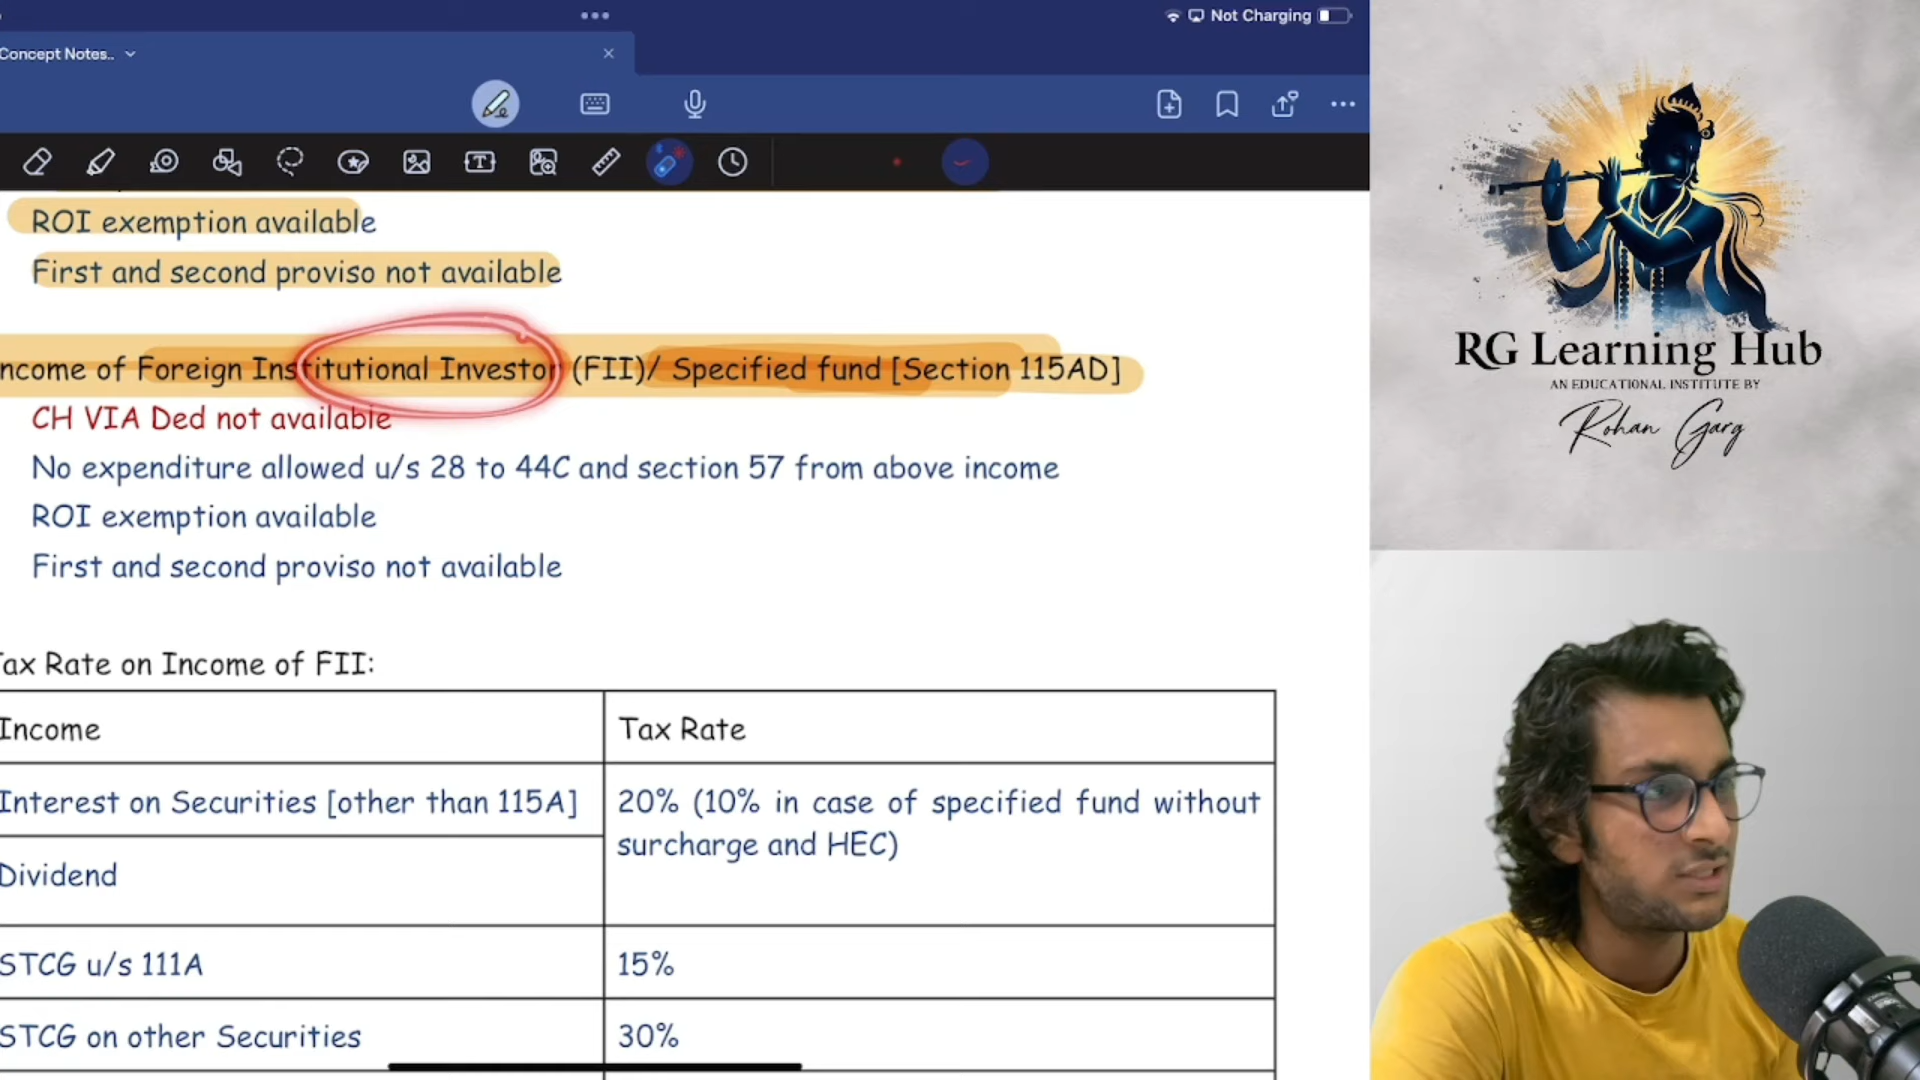 Not Charging
Concept Notes..
ROI exemption available
First and second proviso not available
ncome of Foreign Institutional Investor (FII)/ Specified fund [Section 115AD]
CH VIA Ded not available
No expenditure allowed u/s 28 to 44C and section 57 from above income
ROI exemption available
First and second proviso not available
Tax Rate on Income of FII:
Income
Tax Rate
Interest on Securities [other than 115A]
20% (10% in case of specified fund without
surcharge and HEC)
Dividend
STCG u/s 111A
15%
STCG on other Securities
30%
RG Learning Hub
AN EDUCATIONAL INSTITUTE BY
Rohan Garg